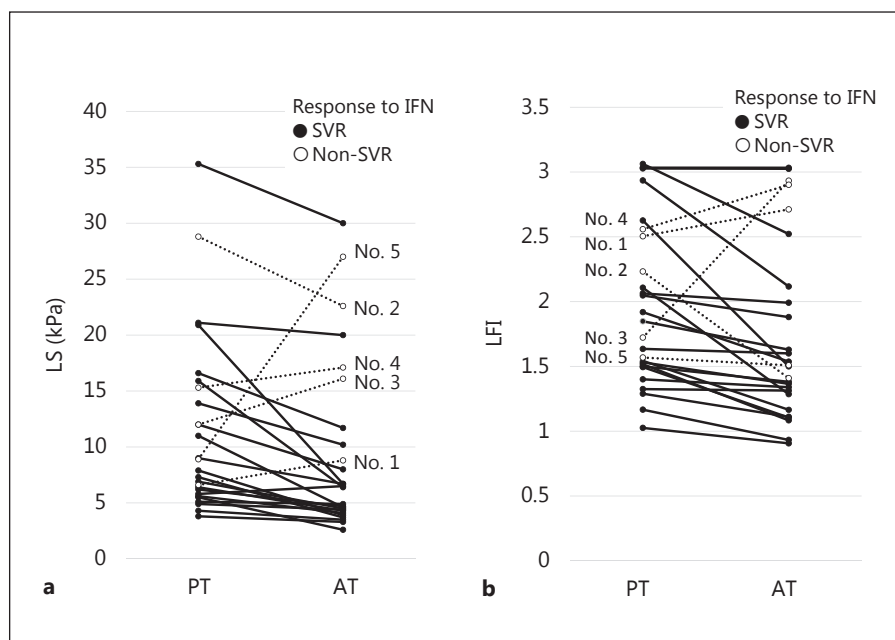 Response to IFN
SVR
Non-SVR
LS (kPa)
40
35
30
25
20
15
10
5
0
No. 5
No. 2
No. 4
No. 3
No. 1
PT
AT
a
Response to IFN
SVR
Non-SVR
LFI
3.5
3
2.5
2
1.5
1
0.5
0
No. 4
No. 1
No. 2
No. 3
No. 5
PT
AT
b